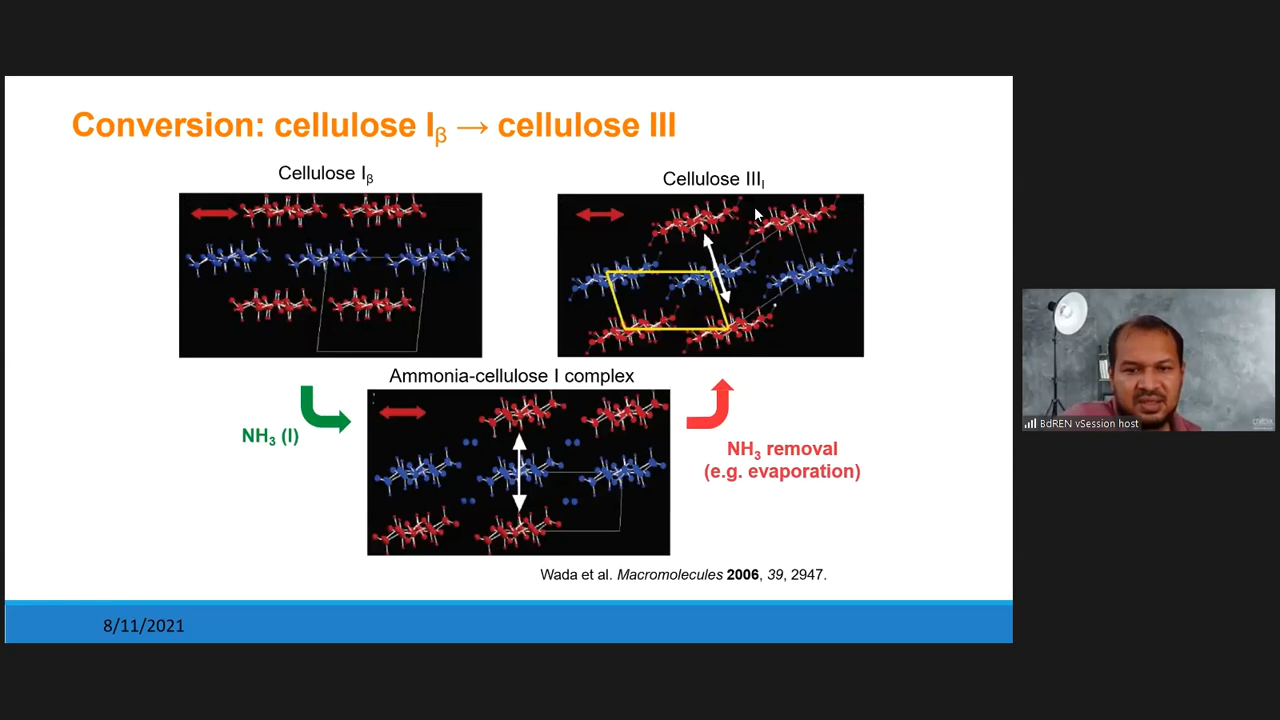 Conversion: cellulose Iβ → cellulose III
Cellulose Iβ
Cellulose IIII
Ammonia-cellulose I complex
NH3 (l)
NH3 removal
(e.g. evaporation)
Wada et al. Macromolecules 2006, 39, 2947.
8/11/2021
BdREN vSession host